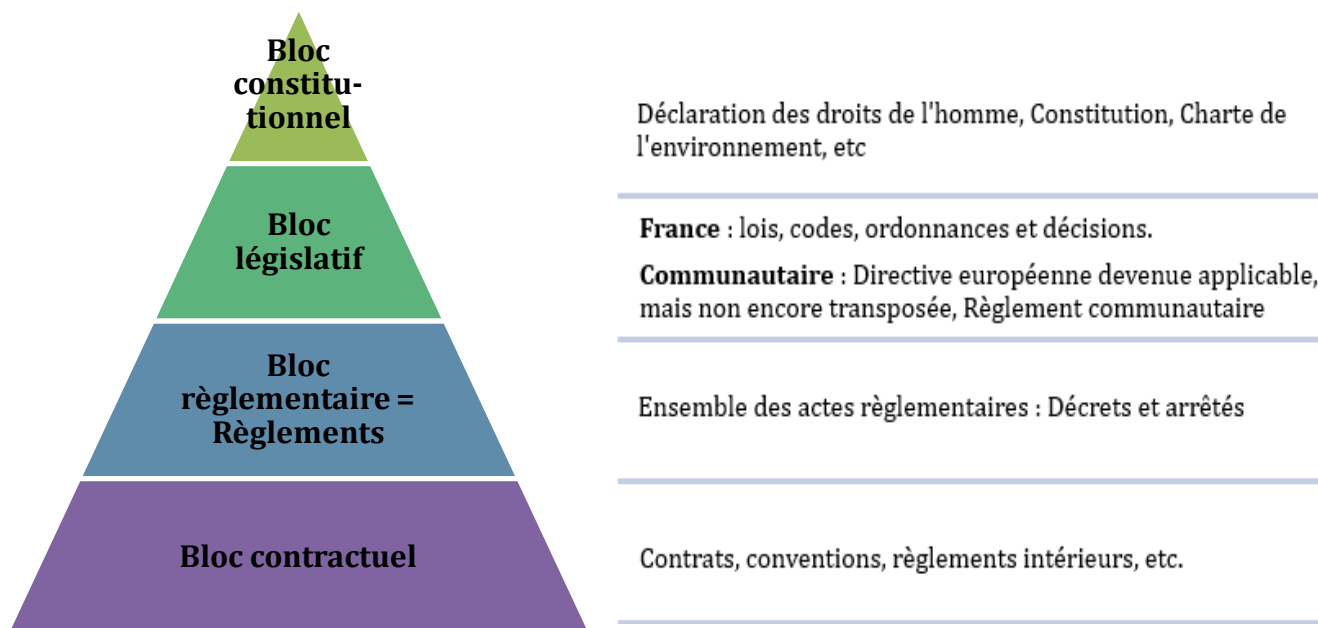 Bloc
constitu-
tionnel
Déclaration des droits de l'homme, Constitution, Charte de
l'environnement, etc
Bloc
législatif
France : lois, codes, ordonnances et décisions.
Communautaire : Directive européenne devenue applicable,
mais non encore transposée, Règlement communautaire
Bloc
règlementaire =
Règlements
Ensemble des actes règlementaires : Décrets et arrêtés
Bloc contractuel
Contrats, conventions, règlements intérieurs, etc.